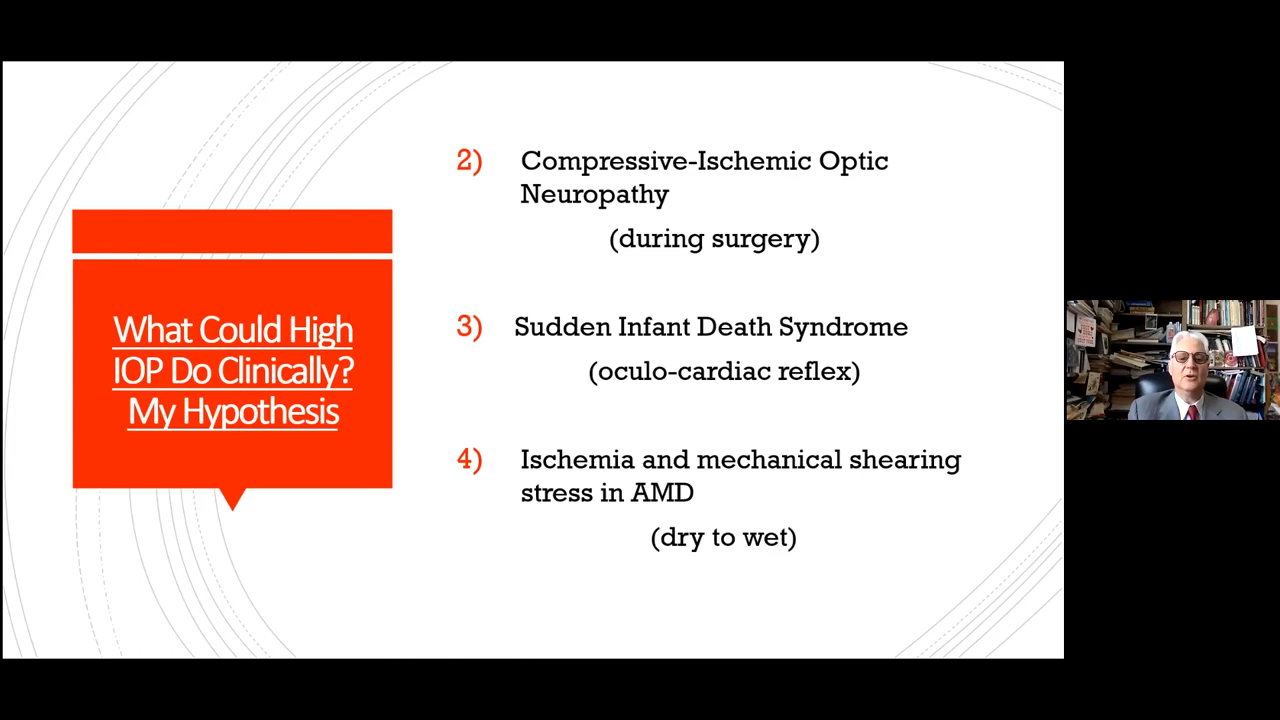 What Could High
IOP Do Clinically?
My Hypothesis
2) Compressive-Ischemic Optic
Neuropathy
(during surgery)
3) Sudden Infant Death Syndrome
(oculo-cardiac reflex)
4) Ischemia and mechanical shearing
stress in AMD
(dry to wet)